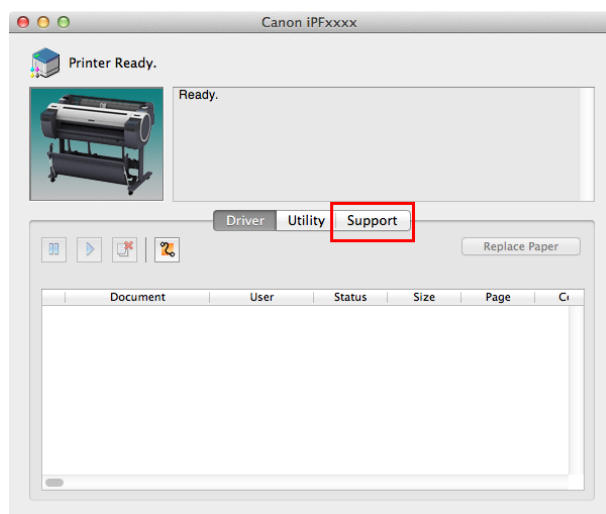 Canon iPFxxxx
Printer Ready.
Ready.
Driver Utility Support
Replace Paper
Document User Status Size Page